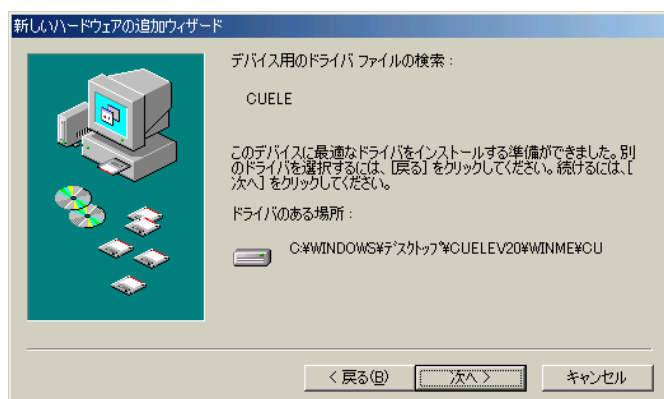 新しいハードウェアの追加ウィザード
デバイス用のドライバ ファイルの検索 :
CUELE
このデバイスに最適なドライバをインストールする準備ができました。別
のドライバを選択するには、[戻る] をクリックしてください。続けるには、[
次へ] をクリックしてください。
ドライバのある場所 :
C:¥WINDOWS¥デスクトップ¥CUELEV20¥WINME¥CU
< 戻る(B)
次へ >
キャンセル